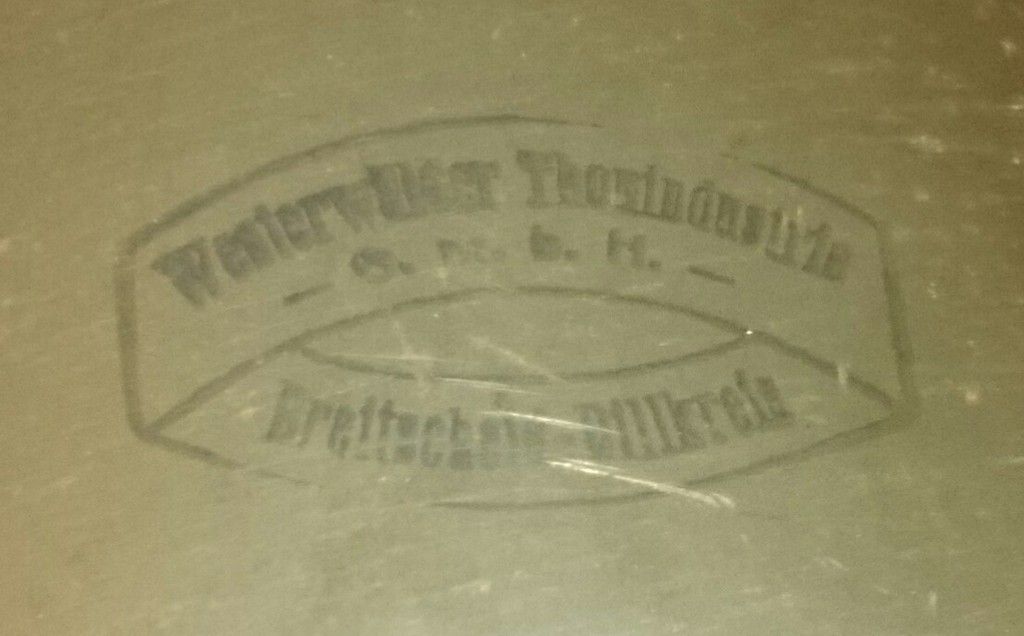 Westerwälder Thonindustrie
— G. m. b. H. —
Breitscheid Dillkreis